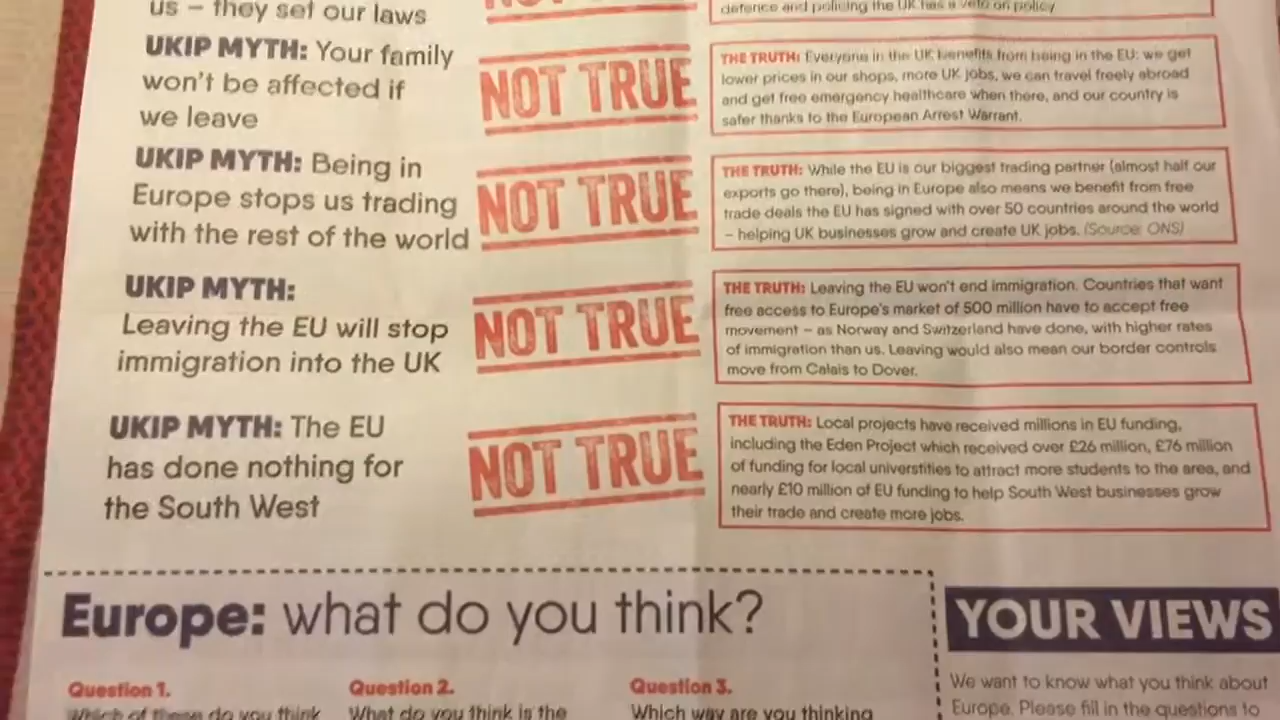 us – they set our laws
defence and policing the UK has a veto on policy
UKIP MYTH: Your family
won't be affected if
we leave
NOT TRUE
THE TRUTH: Everyone in the UK benefits from being in the EU: we get
lower prices in our shops, more UK jobs, we can travel freely abroad
and get free emergency healthcare when there, and our country is
safer thanks to the European Arrest Warrant.
UKIP MYTH: Being in
Europe stops us trading
with the rest of the world
NOT TRUE
THE TRUTH: While the EU is our biggest trading partner (almost half our
exports go there), being in Europe also means we benefit from free
trade deals the EU has signed with over 50 countries around the world
– helping UK businesses grow and create UK jobs. (Source: ONS)
UKIP MYTH:
Leaving the EU will stop
immigration into the UK
NOT TRUE
THE TRUTH: Leaving the EU won't end immigration. Countries that want
free access to Europe's market of 500 million have to accept free
movement – as Norway and Switzerland have done, with higher rates
of immigration than us. Leaving would also mean our border controls
move from Calais to Dover.
UKIP MYTH: The EU
has done nothing for
the South West
NOT TRUE
THE TRUTH: Local projects have received millions in EU funding,
including the Eden Project which received over £26 million, £76 million
of funding for local universtities to attract more students to the area, and
nearly £10 million of EU funding to help South West businesses grow
their trade and create more jobs.
Europe: what do you think?
Question 1.
Which of these do you think
Question 2.
What do you think is the
Question 3.
Which way are you thinking
YOUR VIEWS
We want to know what you think about
Europe. Please fill in the questions to